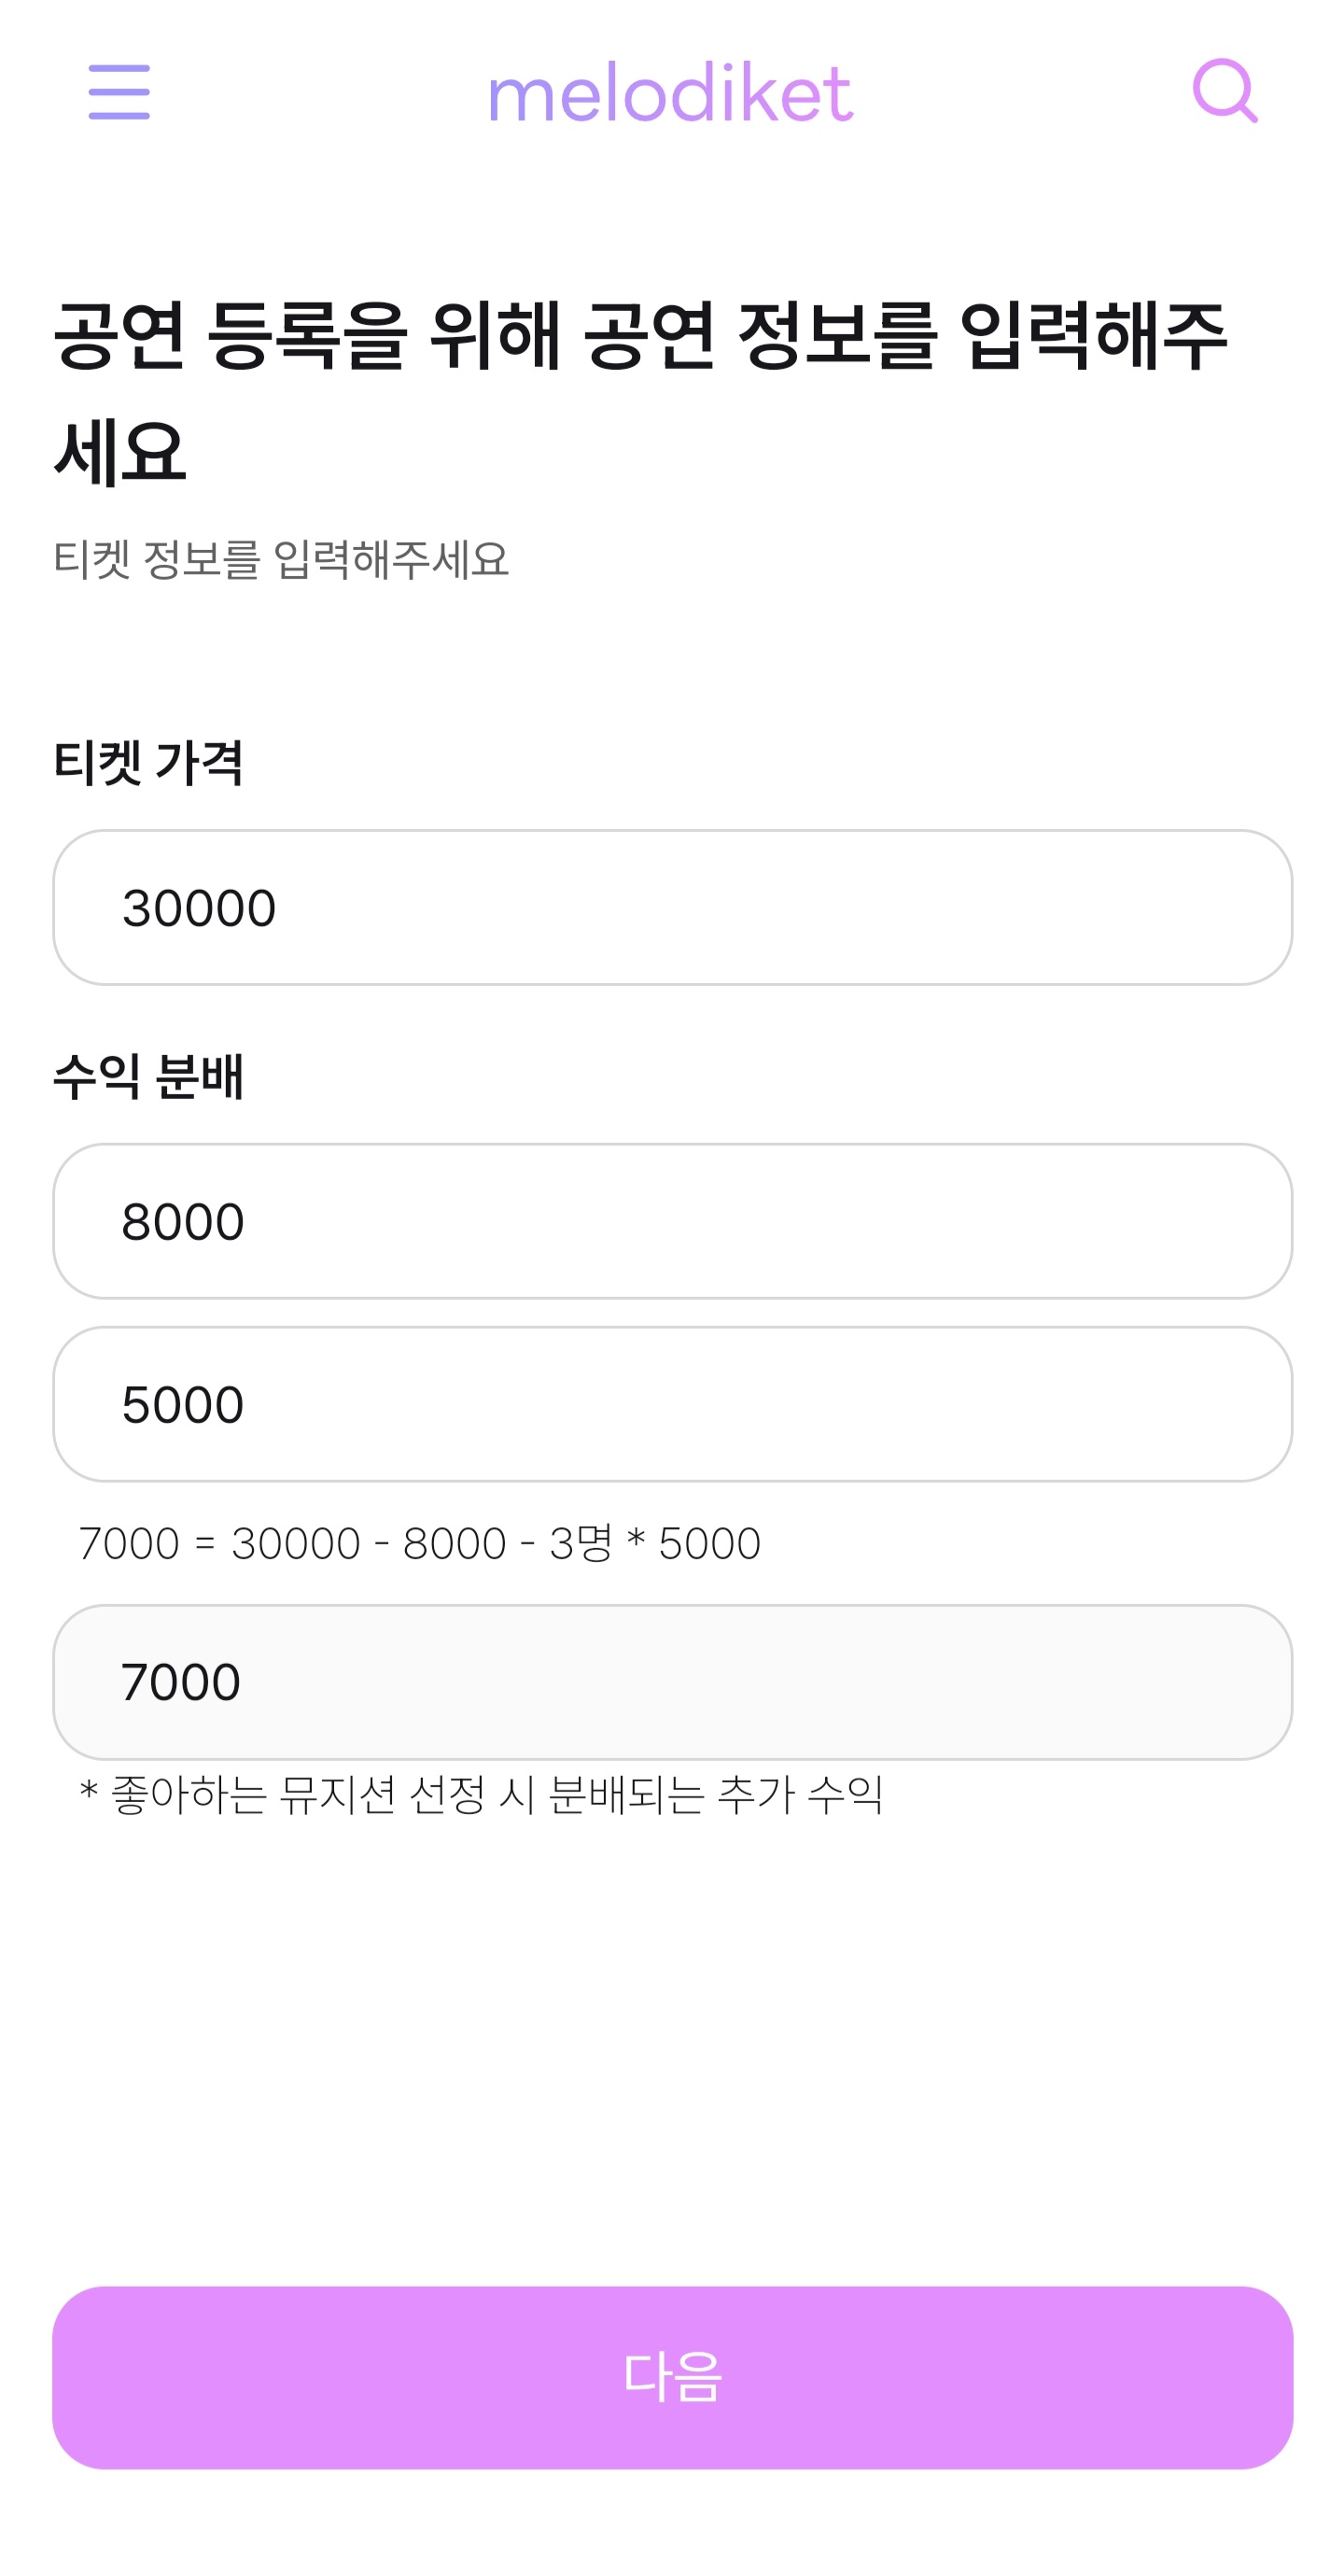 melodiket
공연 등록을 위해 공연 정보를 입력해주
세요
티켓 정보를 입력해주세요
티켓 가격
30000
수익 분배
8000
5000
7000 = 30000 - 8000 - 3명 * 5000
7000
* 좋아하는 뮤지션 선정 시 분배되는 추가 수익
다음